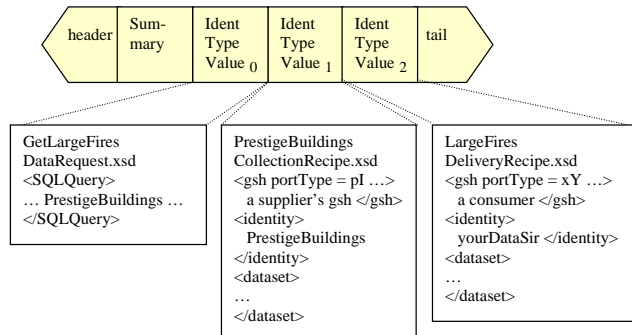 header
Sum-
mary
Ident
Type
Value 0
Ident
Type
Value 1
Ident
Type
Value 2
tail
GetLargeFires
DataRequest.xsd
<SQLQuery>
… PrestigeBuildings …
</SQLQuery>
PrestigeBuildings
CollectionRecipe.xsd
<gsh portType = pI …>
a supplier's gsh </gsh>
<identity>
PrestigeBuildings
</identity>
<dataset>
…
</dataset>
LargeFires
DeliveryRecipe.xsd
<gsh portType = xY …>
a consumer </gsh>
<identity>
yourDataSir </identity>
<dataset>
…
</dataset>